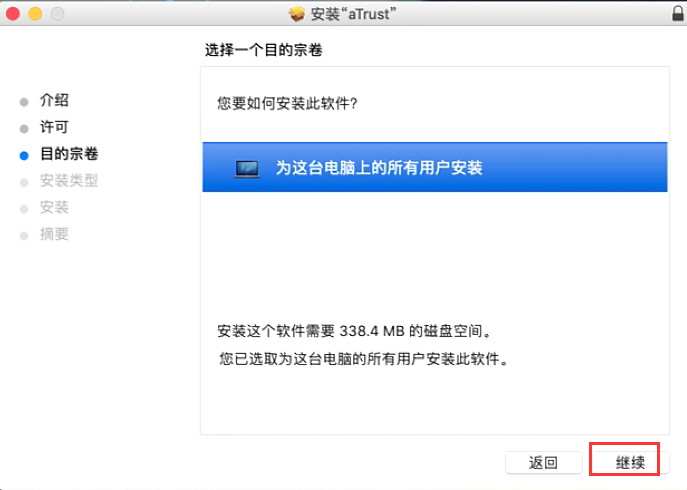 安装“aTrust”
选择一个目的宗卷
介绍
许可
目的宗卷
安装类型
安装
摘要
您要如何安装此软件?
为这台电脑上的所有用户安装
安装这个软件需要 338.4 MB 的磁盘空间。
您已选取为这台电脑的所有用户安装此软件。
返回
继续